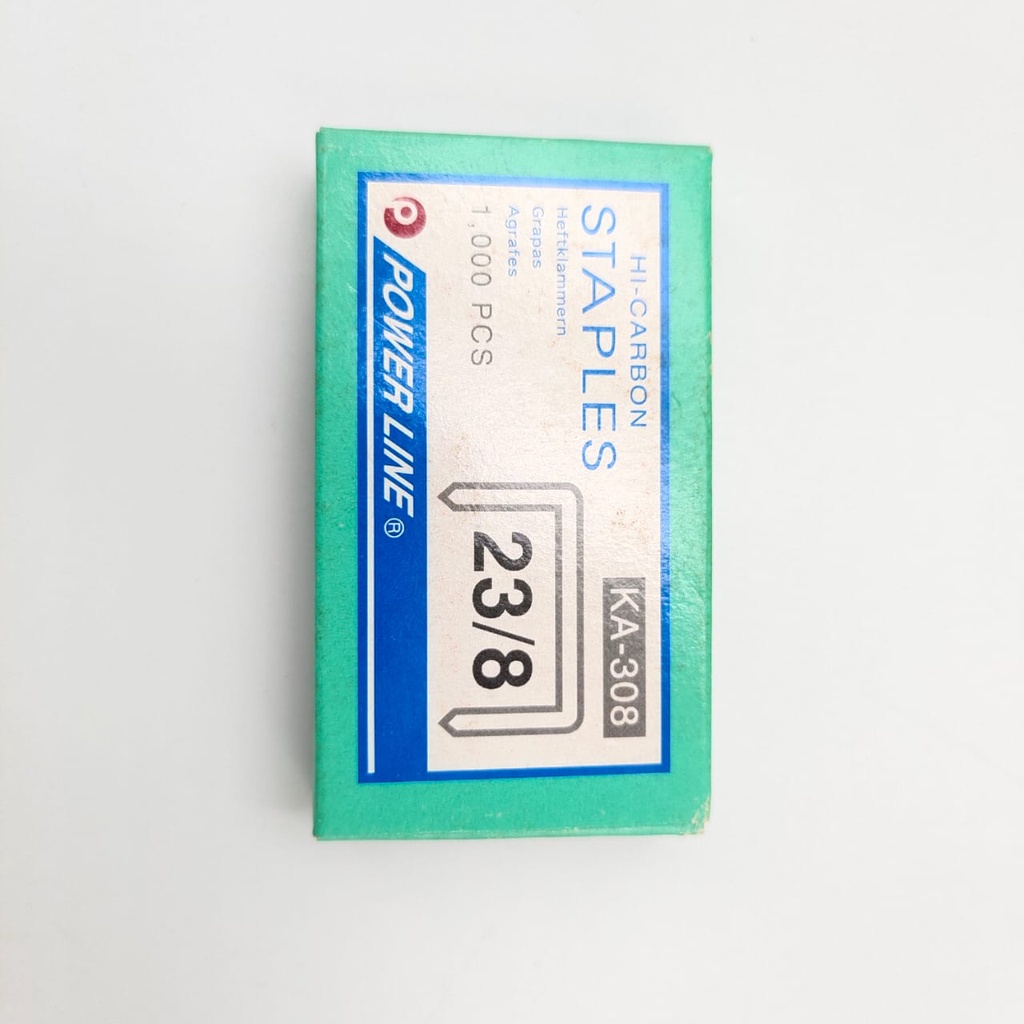 HI-CARBON
STAPLES
Heftklammern
Grapas
Agrafes
1,000 PCS
KA-308
23/8
P
POWER LINE ®